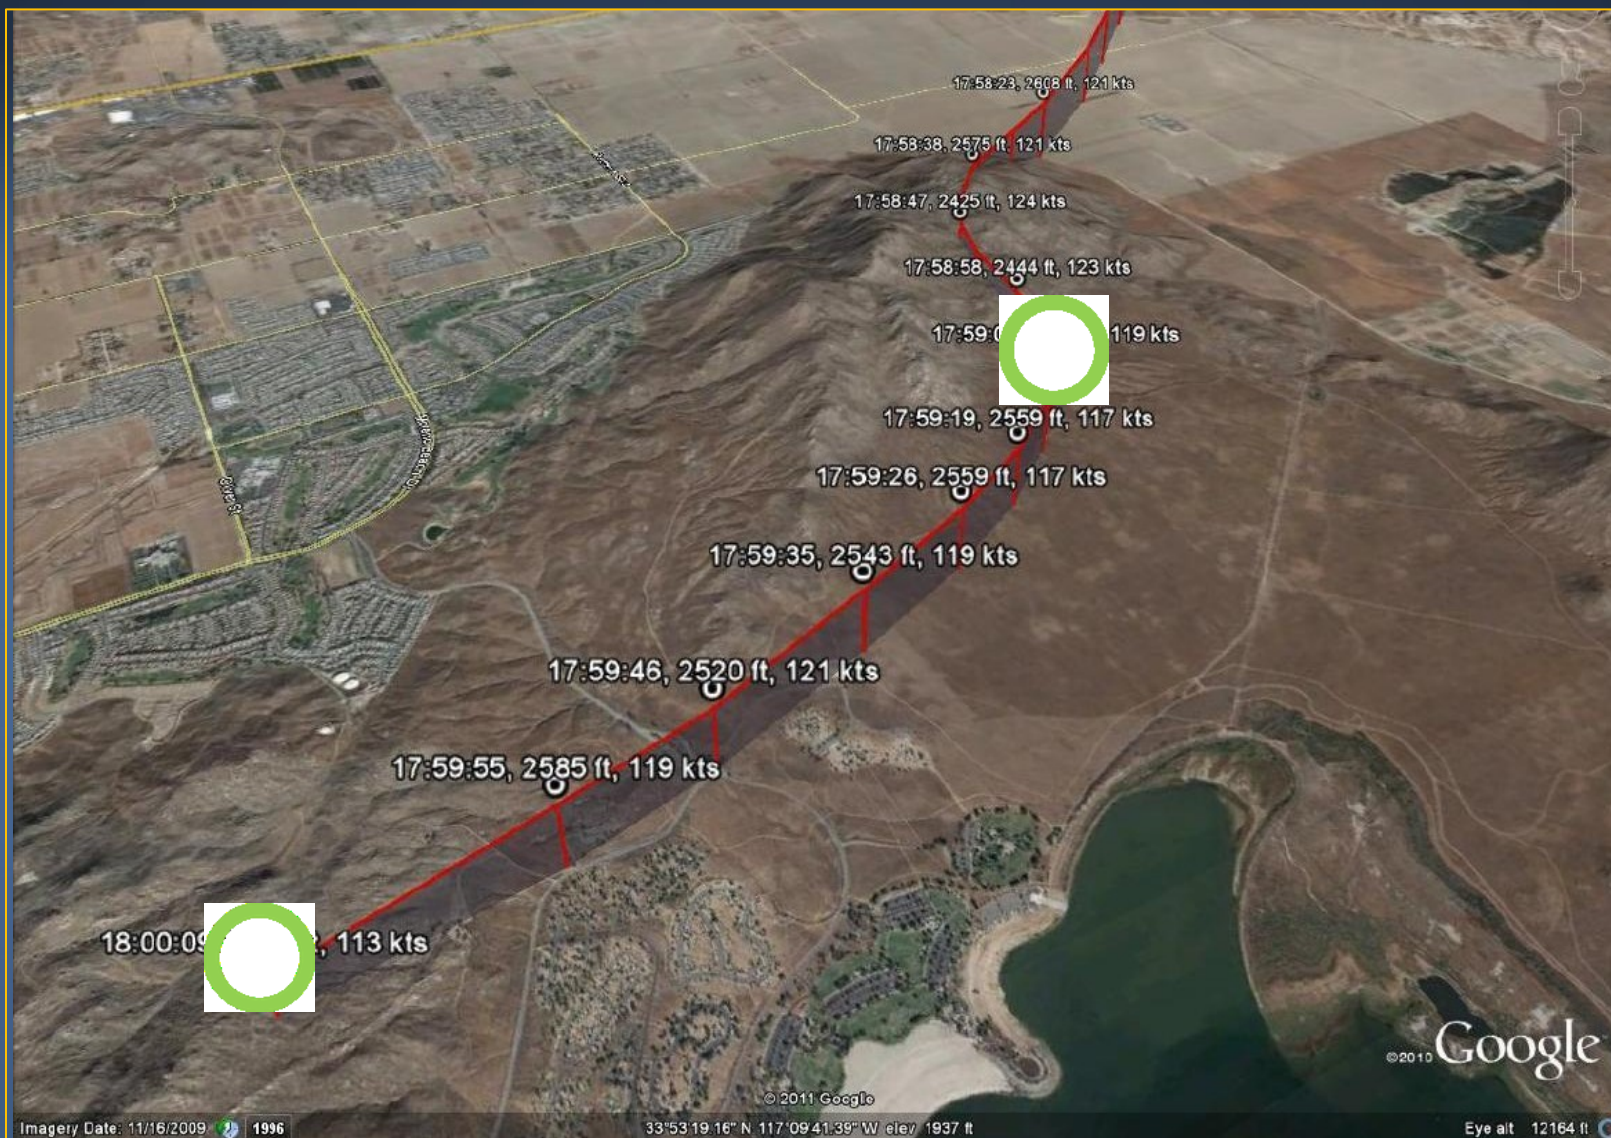 17:58:23, 2608 ft, 121 kts
17:58:38, 2575 ft, 121 kts
17:58:47, 2425 ft, 124 kts
17:58:58, 2444 ft, 123 kts
17:59:0 119 kts
17:59:19, 2559 ft, 117 kts
17:59:26, 2559 ft, 117 kts
17:59:35, 2543 ft, 119 kts
17:59:46, 2520 ft, 121 kts
17:59:55, 2585 ft, 119 kts
18:00:09 , 113 kts
©2010 Google
© 2011 Google
Imagery Date: 11/16/2009 1996 33°53'19.16" N 117°09'41.39" W elev 1937 ft Eye alt 12164 ft